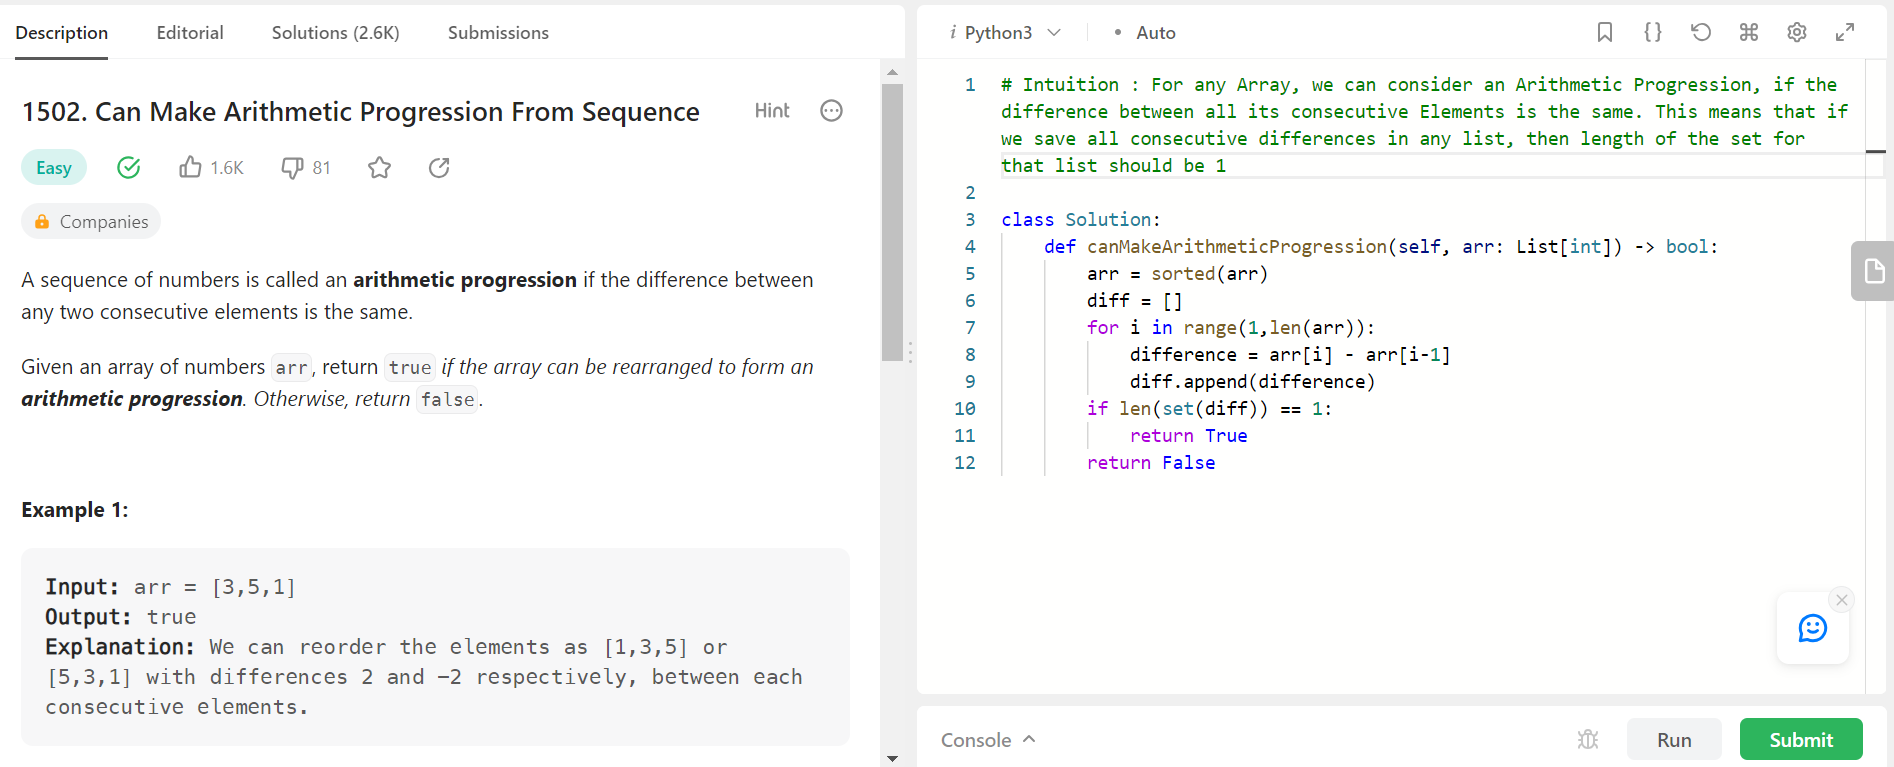 Description Editorial Solutions (2.6K) Submissions
1502. Can Make Arithmetic Progression From Sequence Hint
Easy 1.6K 81
Companies
A sequence of numbers is called an arithmetic progression if the difference between
any two consecutive elements is the same.
Given an array of numbers arr, return true if the array can be rearranged to form an
arithmetic progression. Otherwise, return false.
Example 1:
Input: arr = [3,5,1]
Output: true
Explanation: We can reorder the elements as [1,3,5] or
[5,3,1] with differences 2 and −2 respectively, between each
consecutive elements.
i Python3 • Auto
1 # Intuition : For any Array, we can consider an Arithmetic Progression, if the
difference between all its consecutive Elements is the same. This means that if
we save all consecutive differences in any list, then length of the set for
that list should be 1
2
3 class Solution:
4     def canMakeArithmeticProgression(self, arr: List[int]) -> bool:
5         arr = sorted(arr)
6         diff = []
7         for i in range(1,len(arr)):
8             difference = arr[i] - arr[i-1]
9             diff.append(difference)
10         if len(set(diff)) == 1:
11             return True
12         return False
Console Run Submit